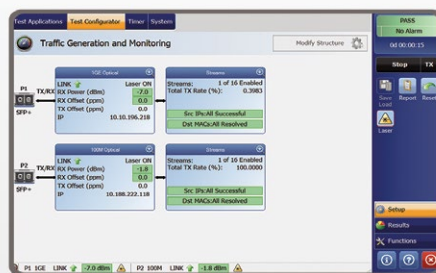 Test Applications Test Configurator Timer System
Traffic Generation and Monitoring
Modify Structure
PASS
No Alarm
0d 00:00:15
Stop TX
Save
Load
Report
Reset
Laser
1GE Optical
P1
TX/RX
SFP+
LINK Laser ON
RX Power (dBm) -7.0
RX Offset (ppm) 0.0
TX Offset (ppm) 0.0
IP 10.10.196.218
Streams
Streams: 1 of 16 Enabled
Total TX Rate (%): 0.3983
Src IPs:All Successful
Dst MACs:All Resolved
100M Optical
P2
TX/RX
SFP+
LINK Laser ON
RX Power (dBm) -1.8
RX Offset (ppm) 0.0
TX Offset (ppm) 0.0
IP 10.188.222.118
Streams
Streams: 1 of 16 Enabled
Total TX Rate (%): 100.0000
Src IPs:All Successful
Dst MACs:All Resolved
Setup
Results
Functions
P1 1GE LINK -7.0 dBm P2 100M LINK -1.8 dBm